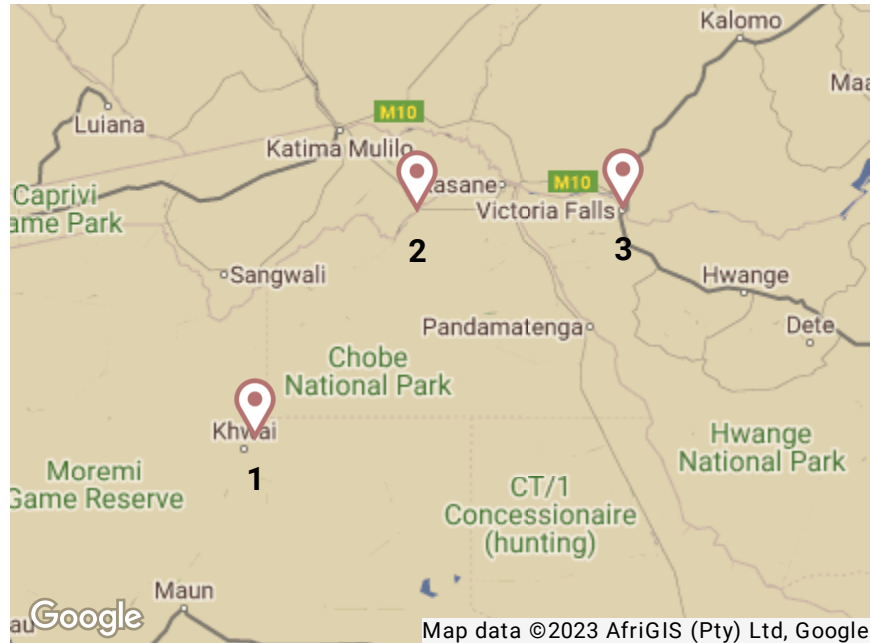 Kalomo
Maa
Luiana
M10
Katima Mulilo
Kasane
M10
Victoria Falls
Caprivi
ame Park
2
3
Sangwali
Hwange
Pandamatenga
Dete
Chobe
National Park
Khwai
1
Moremi
Game Reserve
Hwange
National Park
CT/1
Concessionaire
(hunting)
Maun
au
Google
Map data ©2023 AfriGIS (Pty) Ltd, Google